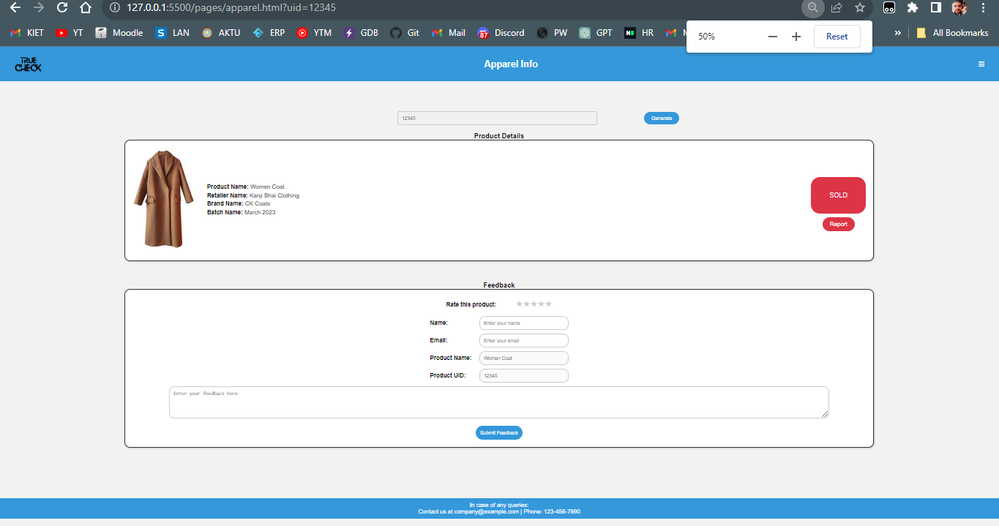 127.0.0.1:5500/pages/apparel.html?uid=12345
KIET YT Moodle LAN AKTU ERP YTM GDB Git Mail Discord PW GPT HR » All Bookmarks
50% Reset
TRUE
CHECK
Apparel Info
12345 Generate
Product Details
Product Name: Women Coat
Retailer Name: Kanji Bhai Clothing
Brand Name: CK Coats
Batch Name: March 2023
SOLD
Report
Feedback
Rate this product: ★★★★★
Name: Enter your name
Email: Enter your email
Product Name: Women Coat
Product UID: 12345
Enter your feedback here
Submit Feedback
In case of any queries:
Contact us at company@example.com | Phone: 123-456-7890